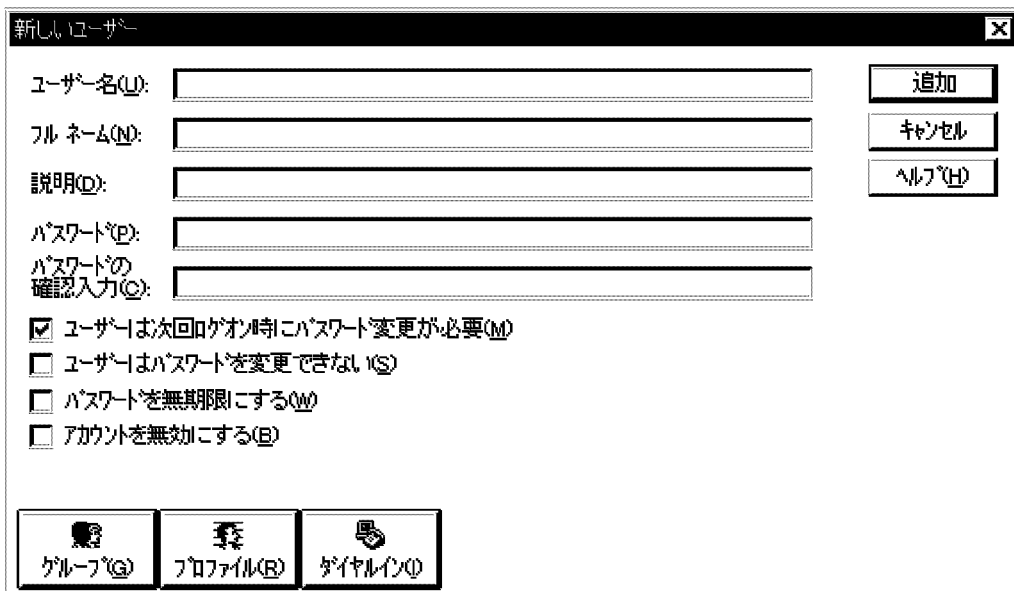 新しいユーザー
ユーザー名(U):
追加
フル ネーム(N):
キャンセル
説明(D):
ヘルプ(H)
パスワード(P):
パスワードの
確認入力(C):
ユーザーは次回ログオン時にパスワード変更が必要(M)
ユーザーはパスワードを変更できない(S)
パスワードを無期限にする(W)
アカウントを無効にする(B)
グループ(G)
プロファイル(R)
ダイヤルイン(I)